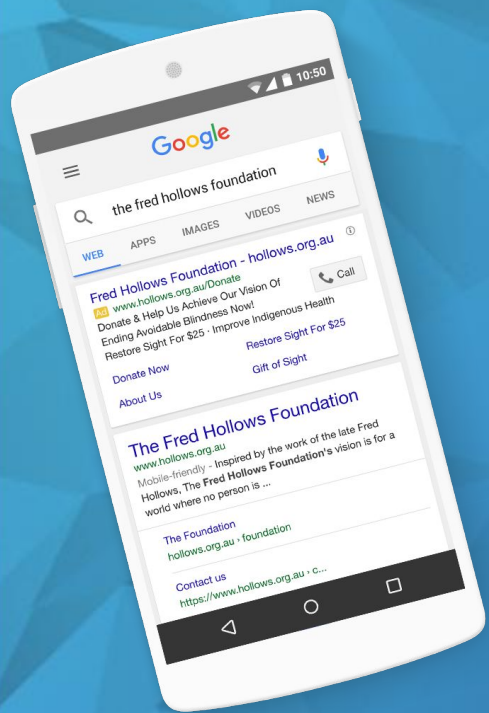 10:50
Google
the fred hollows foundation
WEB APPS IMAGES VIDEOS NEWS
Fred Hollows Foundation - hollows.org.au
Ad www.hollows.org.au/Donate
Donate & Help Us Achieve Our Vision Of
Ending Avoidable Blindness Now!
Restore Sight For $25 · Improve Indigenous Health
Call
Donate Now Restore Sight For $25
About Us Gift of Sight
The Fred Hollows Foundation
www.hollows.org.au
Mobile-friendly - Inspired by the work of the late Fred
Hollows, The Fred Hollows Foundation's vision is for a
world where no person is ...
The Foundation
hollows.org.au › foundation
Contact us
https://www.hollows.org.au › c...